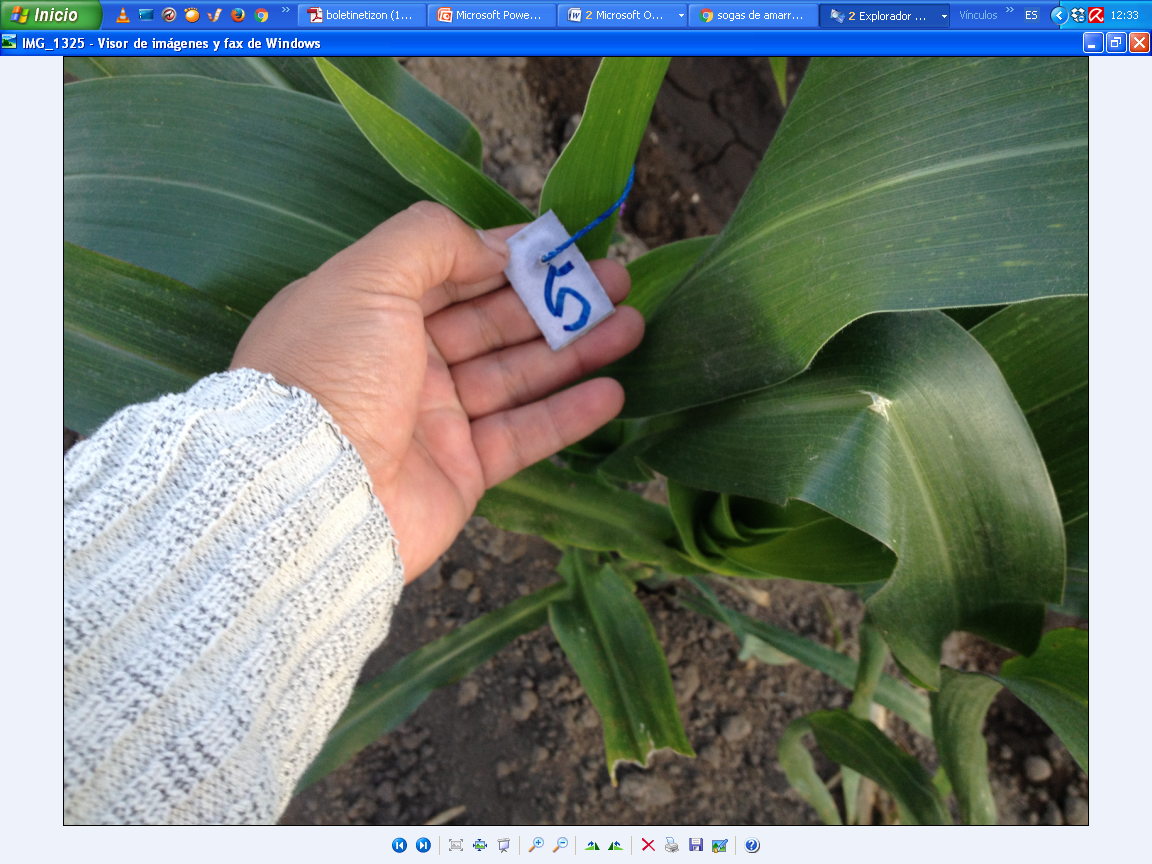 Inicio
boletinetizon (1...
Microsoft Powe...
2 Microsoft O...
sogas de amarr...
2 Explorador ...
Vínculos
ES
12:33
IMG_1325 - Visor de imágenes y fax de Windows
5